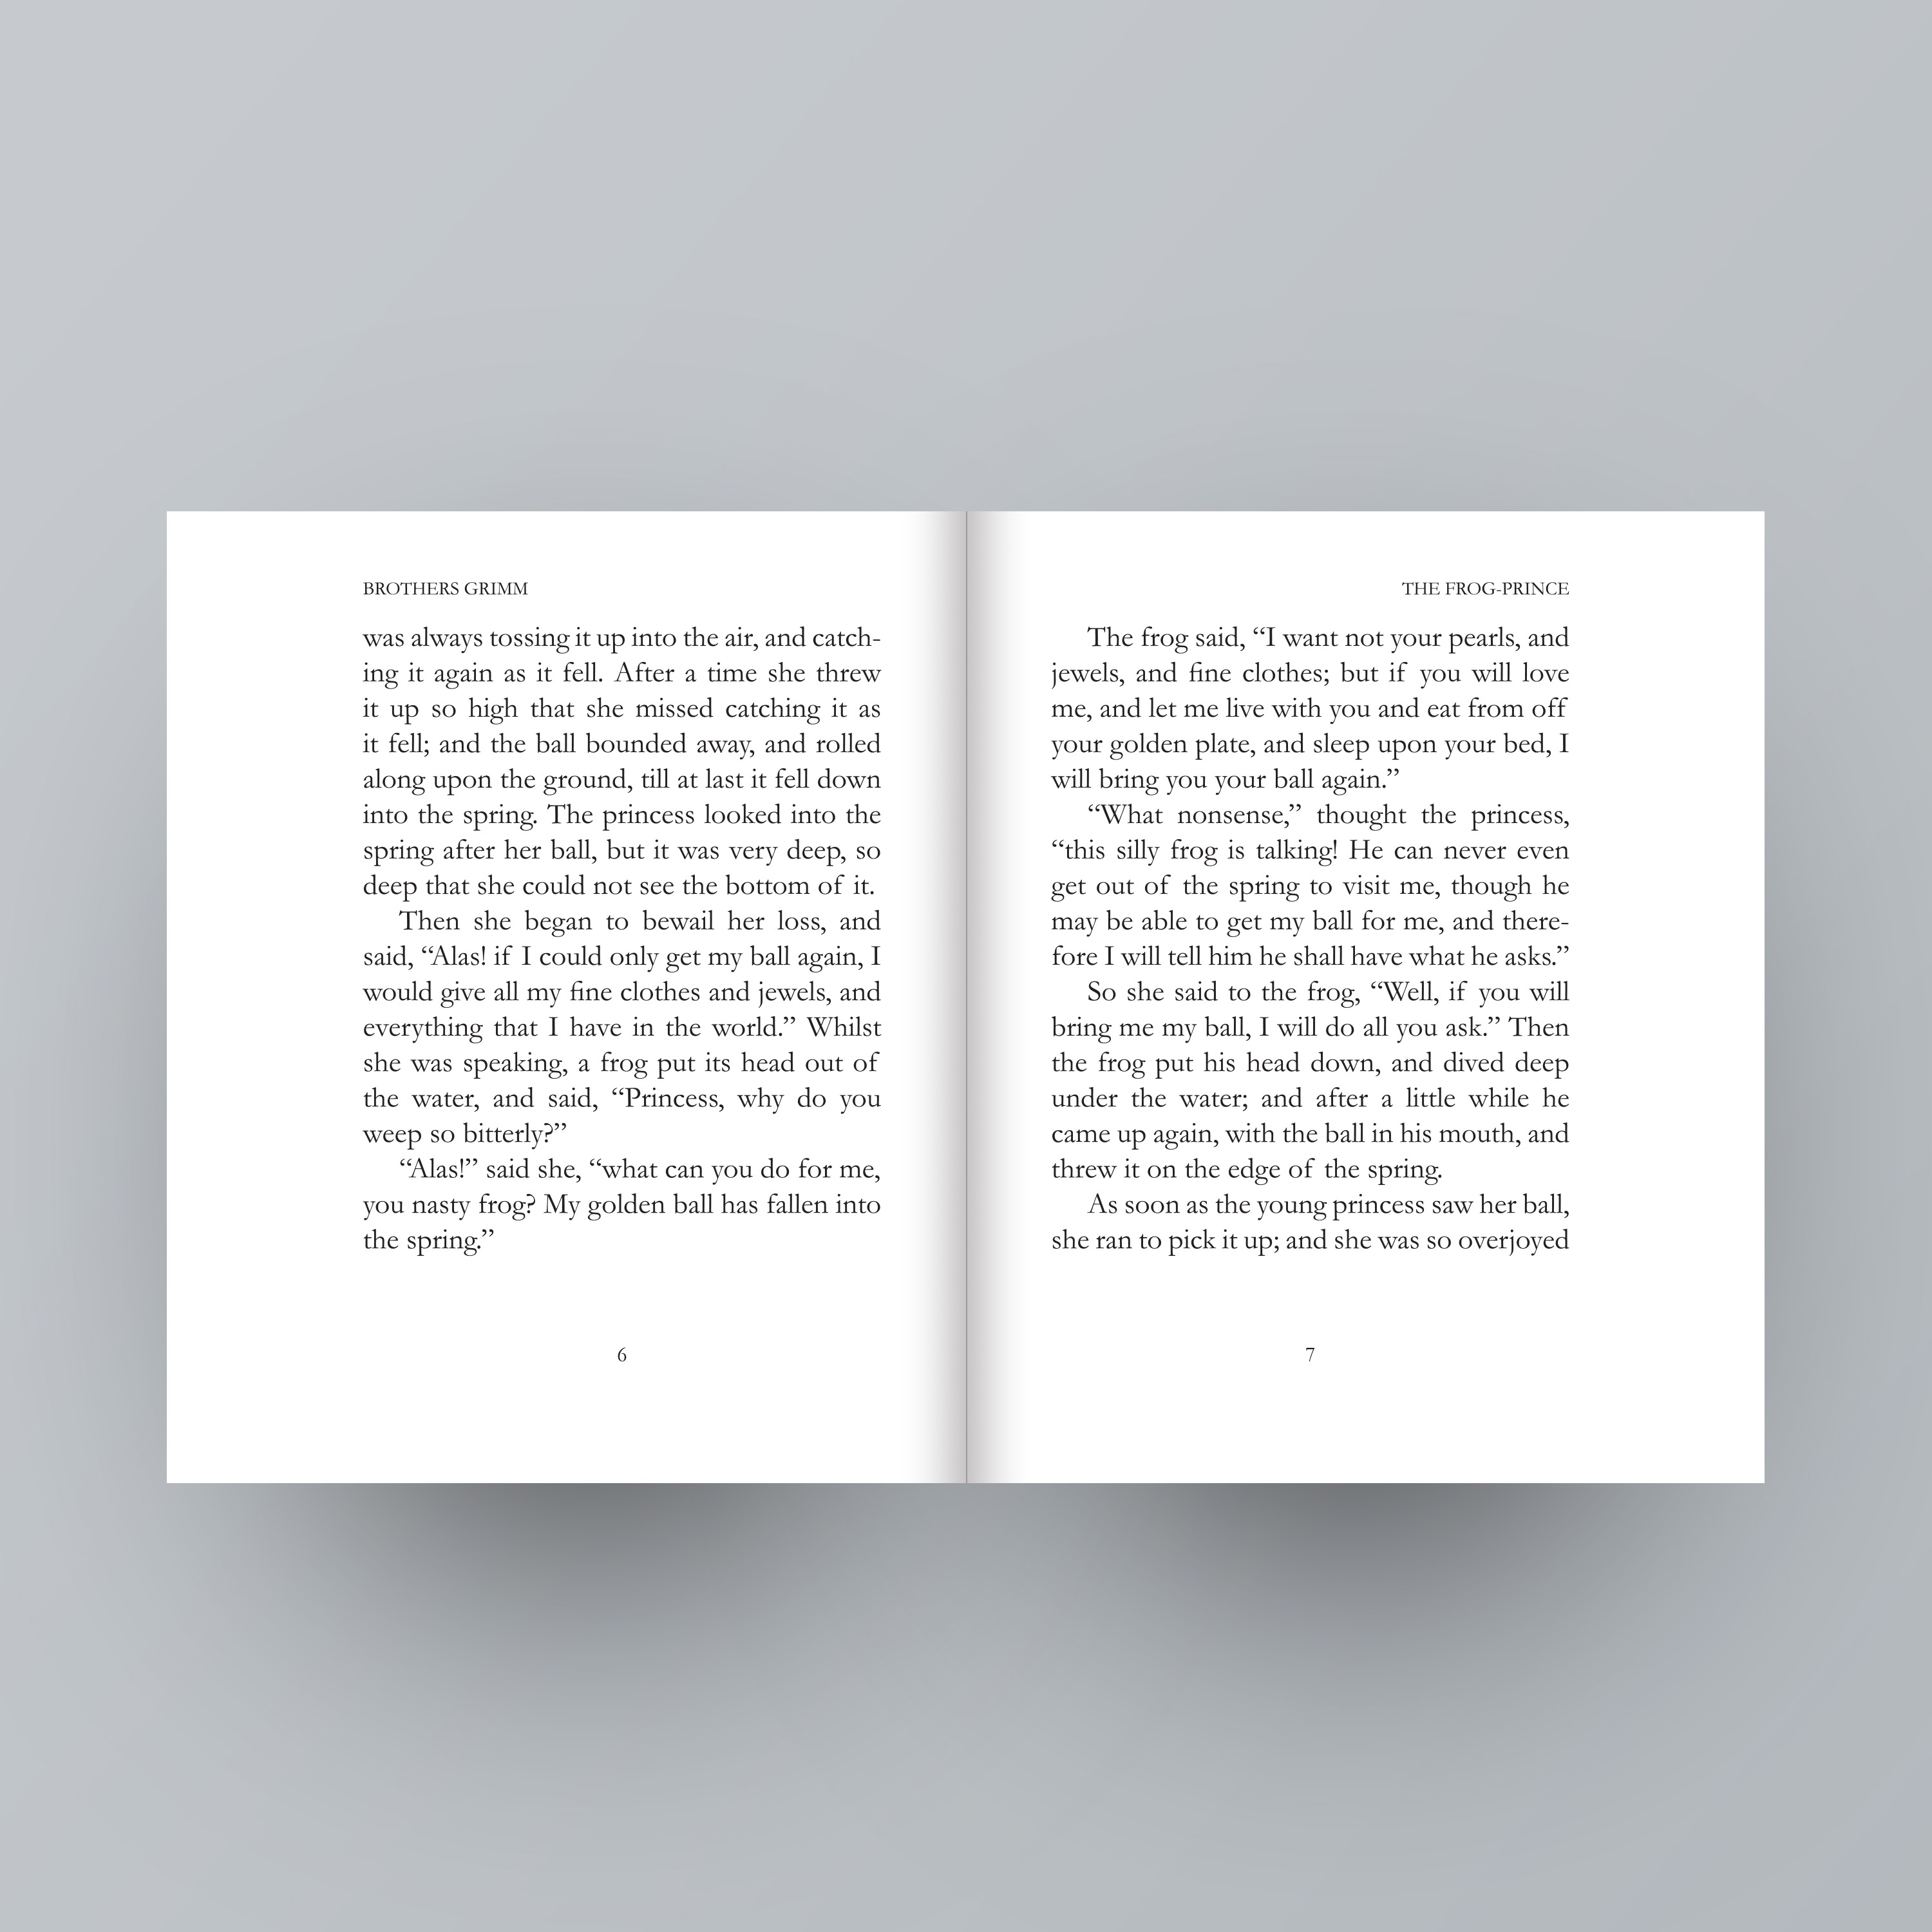 BROTHERS GRIMM
was always tossing it up into the air, and catch-
ing it again as it fell. After a time she threw
it up so high that she missed catching it as
it fell; and the ball bounded away, and rolled
along upon the ground, till at last it fell down
into the spring. The princess looked into the
spring after her ball, but it was very deep, so
deep that she could not see the bottom of it.
Then she began to bewail her loss, and
said, “Alas! if I could only get my ball again, I
would give all my fine clothes and jewels, and
everything that I have in the world.” Whilst
she was speaking, a frog put its head out of
the water, and said, “Princess, why do you
weep so bitterly?”
“Alas!” said she, “what can you do for me,
you nasty frog? My golden ball has fallen into
the spring.”
6
THE FROG-PRINCE
The frog said, “I want not your pearls, and
jewels, and fine clothes; but if you will love
me, and let me live with you and eat from off
your golden plate, and sleep upon your bed, I
will bring you your ball again.”
“What nonsense,” thought the princess,
“this silly frog is talking! He can never even
get out of the spring to visit me, though he
may be able to get my ball for me, and there-
fore I will tell him he shall have what he asks.”
So she said to the frog, “Well, if you will
bring me my ball, I will do all you ask.” Then
the frog put his head down, and dived deep
under the water; and after a little while he
came up again, with the ball in his mouth, and
threw it on the edge of the spring.
As soon as the young princess saw her ball,
she ran to pick it up; and she was so overjoyed
7